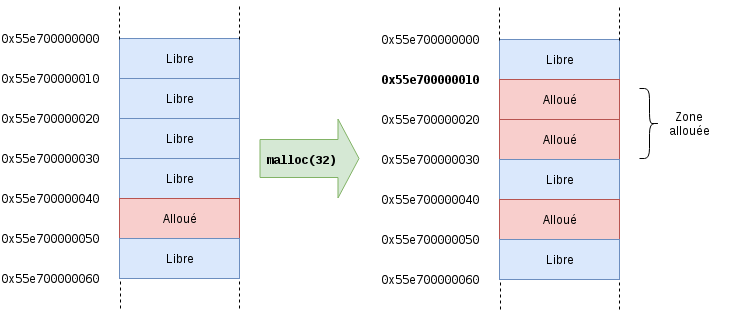 0x55e700000000
Libre
0x55e700000010
Libre
0x55e700000020
Libre
0x55e700000030
Libre
0x55e700000040
Alloué
0x55e700000050
Libre
0x55e700000060
malloc(32)
0x55e700000000
Libre
0x55e700000010
Alloué
0x55e700000020
Alloué
0x55e700000030
Libre
0x55e700000040
Alloué
0x55e700000050
Libre
0x55e700000060
Zone
allouée